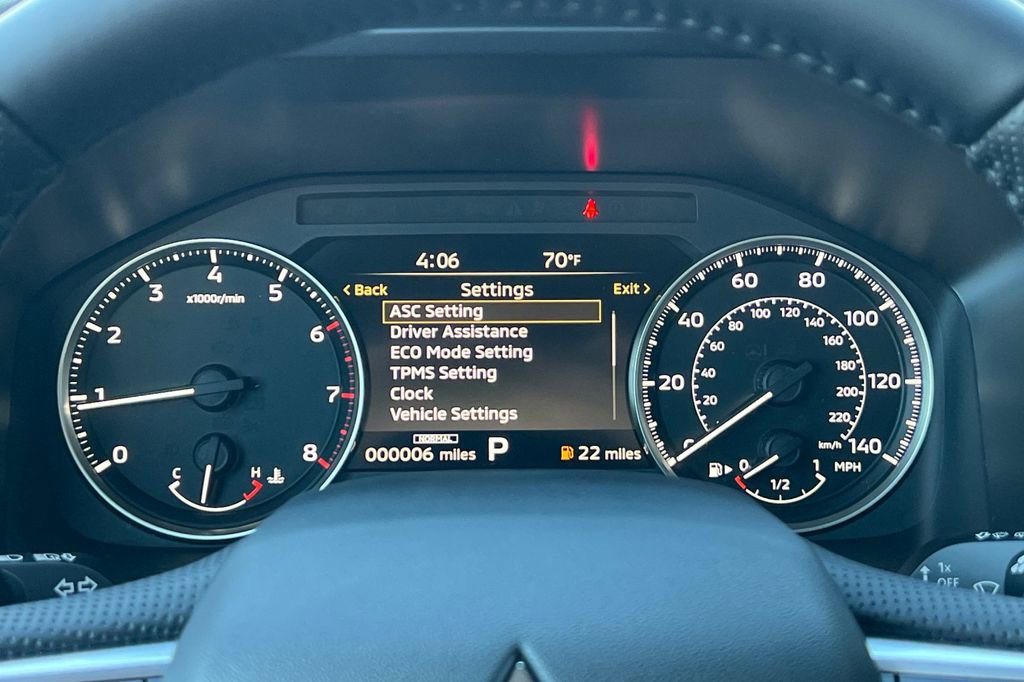 4:06 70°F
Back Settings Exit
ASC Setting
Driver Assistance
ECO Mode Setting
TPMS Setting
Clock
Vehicle Settings
NORMAL
000006 miles P 22 miles
x1000r/min
0 1 2 3 4 5 6 7 8
C H
0 20 40 60 80 100 120 140
20 40 60 80 100 120 140 160 180 200 220
km/h
MPH
0 1/2 1
1x
OFF